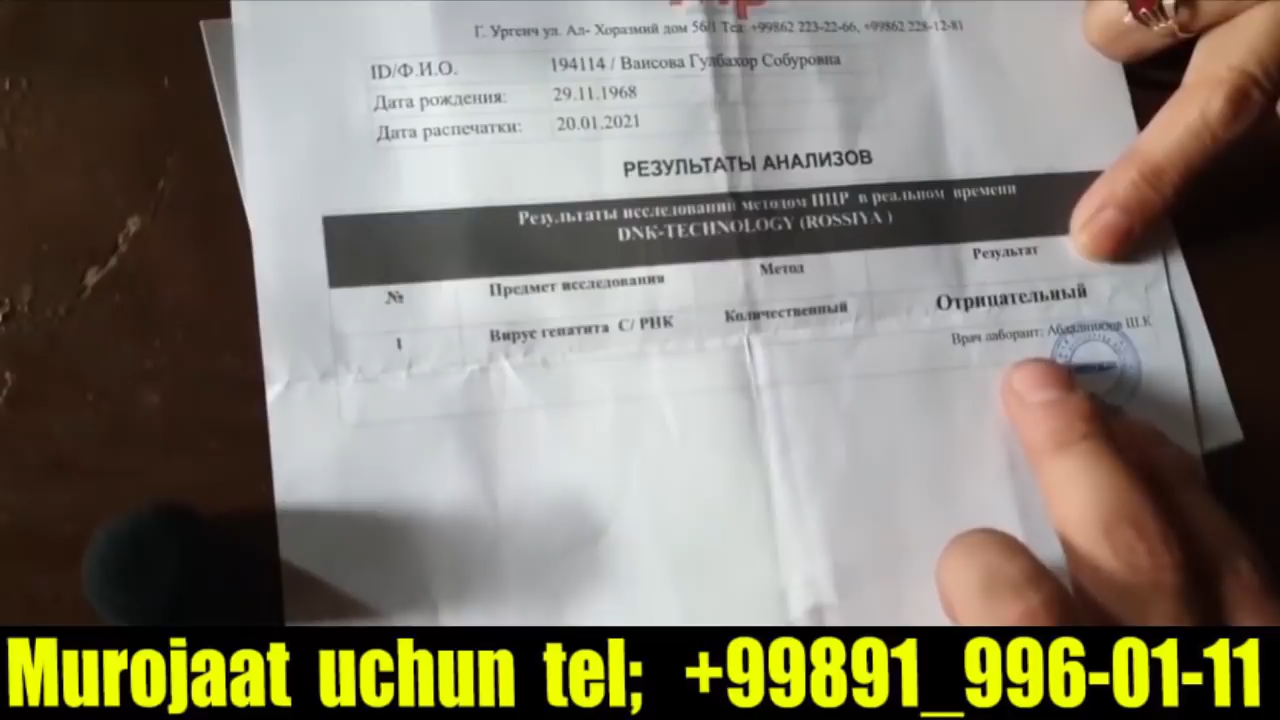 Г. Ургенч ул. Ал- Хоразмий дом 56/1 Тел: +99862 223-22-66, +99862 228-12-81
ID/Ф.И.О. 194114 / Ваисова Гулбахор Собуровна
Дата рождения: 29.11.1968
Дата распечатки: 20.01.2021
РЕЗУЛЬТАТЫ АНАЛИЗОВ
Результаты исследовании методом ПЦР в реальном времени
DNK-TECHNOLOGY (ROSSIYA )
№ Предмет исследования Метод Результат
1 Вирус гепатита С/ РНК Количественный Отрицательный
Врач лаборант: Ш.К
Murojaat uchun tel; +99891_996-01-11